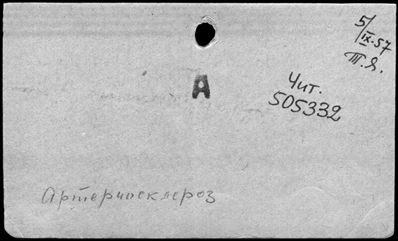 5/IX-57
Т.Я.
А
Чит.
505332
Артериосклероз